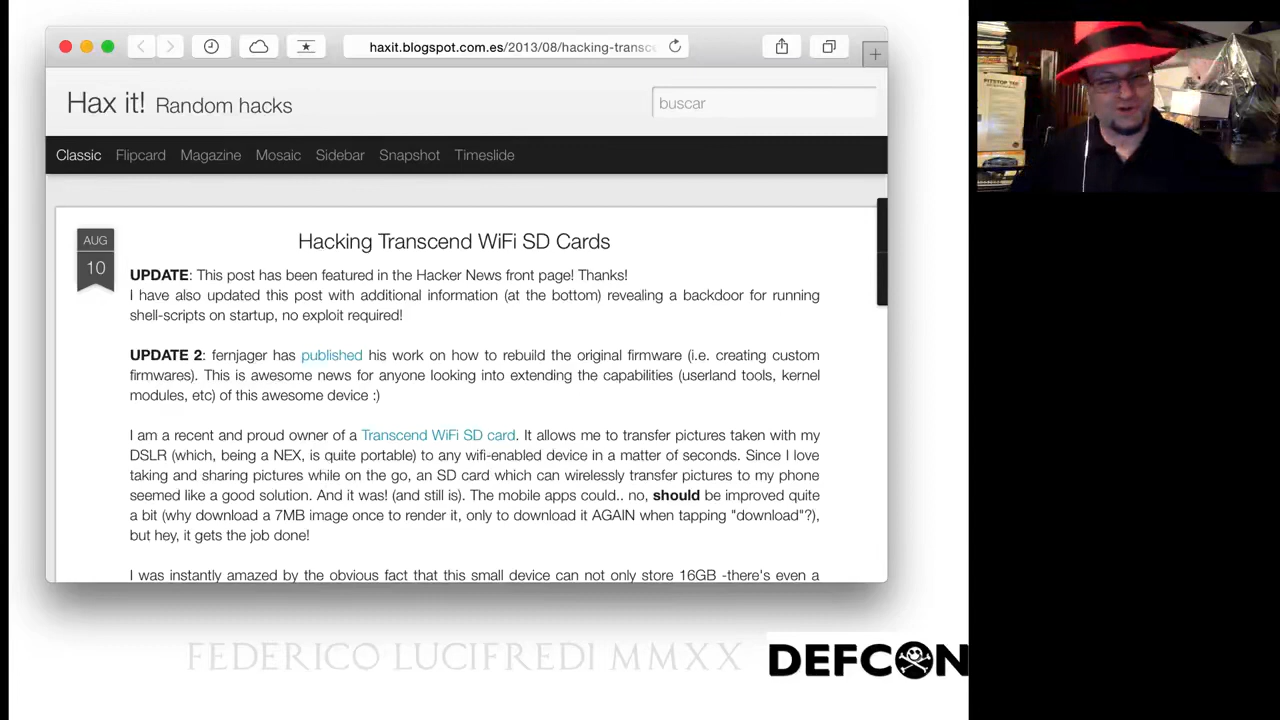 haxit.blogspot.com.es/2013/08/hacking-transc
Hax it! Random hacks
buscar
Classic Flipcard Magazine Mosaic Sidebar Snapshot Timeslide
AUG
10
Hacking Transcend WiFi SD Cards
UPDATE: This post has been featured in the Hacker News front page! Thanks!
I have also updated this post with additional information (at the bottom) revealing a backdoor for running
shell-scripts on startup, no exploit required!
UPDATE 2: fernjager has published his work on how to rebuild the original firmware (i.e. creating custom
firmwares). This is awesome news for anyone looking into extending the capabilities (userland tools, kernel
modules, etc) of this awesome device :)
I am a recent and proud owner of a Transcend WiFi SD card. It allows me to transfer pictures taken with my
DSLR (which, being a NEX, is quite portable) to any wifi-enabled device in a matter of seconds. Since I love
taking and sharing pictures while on the go, an SD card which can wirelessly transfer pictures to my phone
seemed like a good solution. And it was! (and still is). The mobile apps could.. no, should be improved quite
a bit (why download a 7MB image once to render it, only to download it AGAIN when tapping "download"?),
but hey, it gets the job done!
I was instantly amazed by the obvious fact that this small device can not only store 16GB -there's even a
FEDERICO LUCIFREDI MMXX
DEFCON